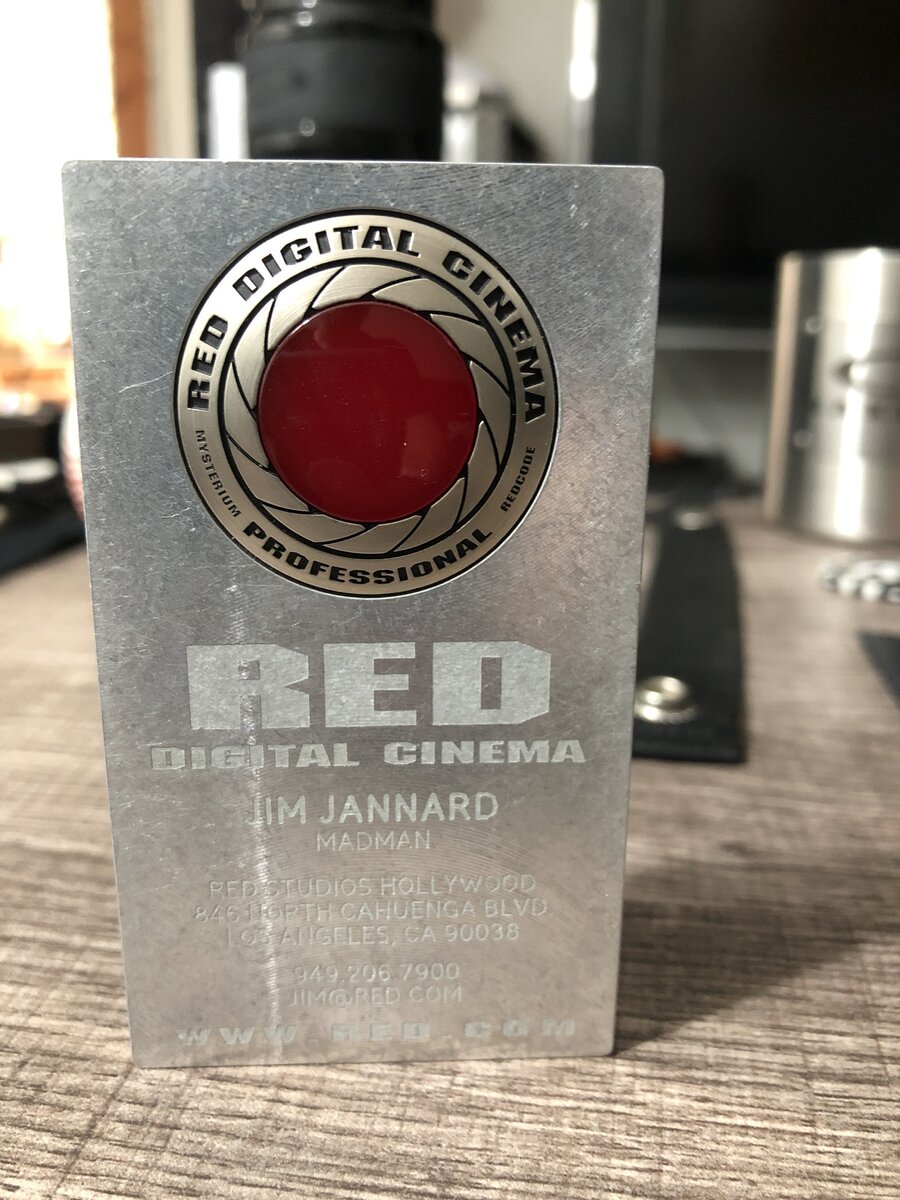 RED DIGITAL CINEMA
MYSTERIUM
REDCODE
PROFESSIONAL
RED
DIGITAL CINEMA
JIM JANNARD
MADMAN
RED STUDIOS HOLLYWOOD
846 NORTH CAHUENGA BLVD
LOS ANGELES, CA 90038
949 206 7900
JIM@RED.COM
WWW.RED.COM